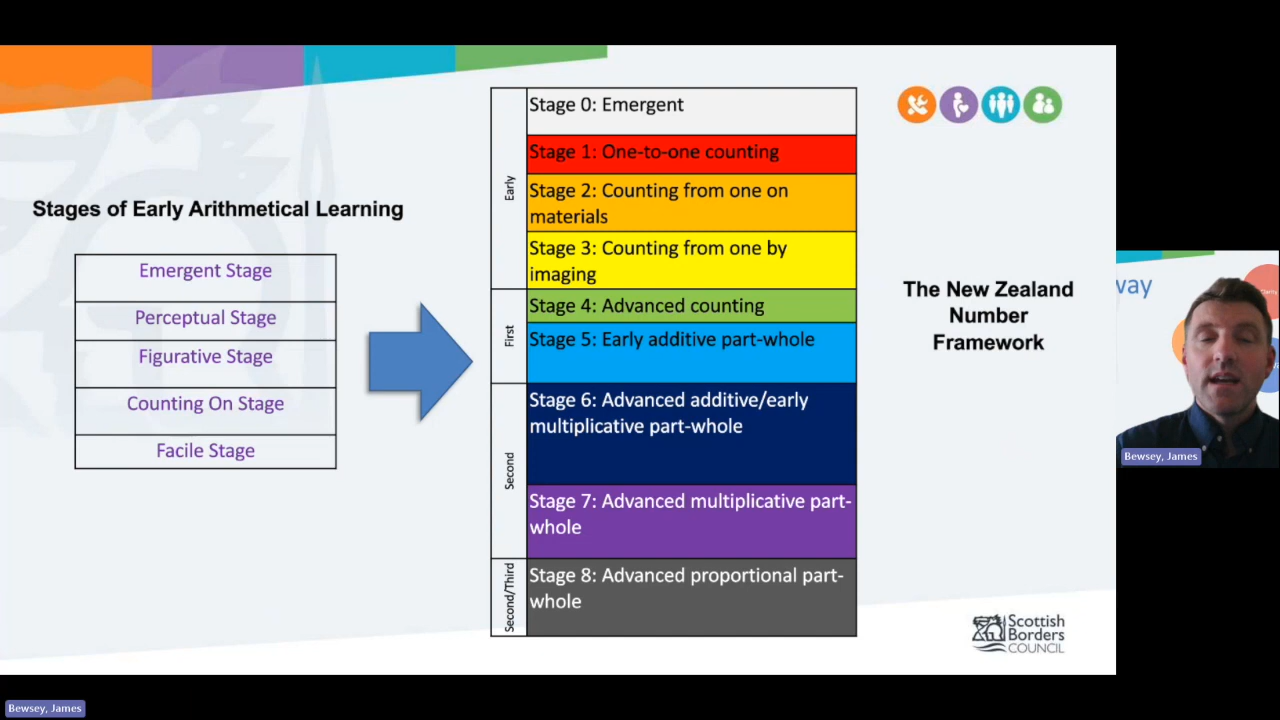 Stages of Early Arithmetical Learning
Emergent Stage
Perceptual Stage
Figurative Stage
Counting On Stage
Facile Stage
Early
Stage 0: Emergent
Stage 1: One-to-one counting
Stage 2: Counting from one on
materials
Stage 3: Counting from one by
imaging
First
Stage 4: Advanced counting
Stage 5: Early additive part-whole
Second
Stage 6: Advanced additive/early
multiplicative part-whole
Stage 7: Advanced multiplicative part-
whole
Second/Third
Stage 8: Advanced proportional part-
whole
The New Zealand
Number
Framework
Scottish
Borders
COUNCIL
vay
Bewsey, James
Bewsey, James